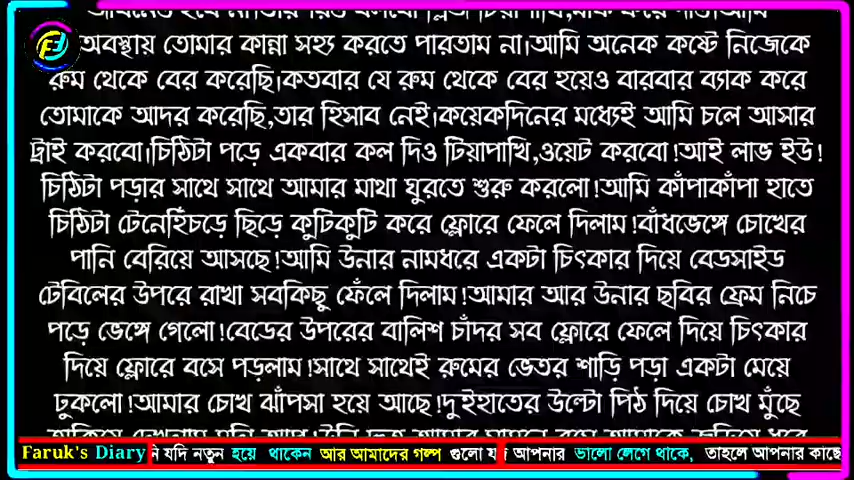 অবস্থায় তোমার কান্না সহ্য করতে পারতাম না।আমি অনেক কষ্টে নিজেকে
রুম থেকে বের করেছি।কতবার যে রুম থেকে বের হয়েও বারবার ব্যাক করে
তোমাকে আদর করেছি,তার হিসাব নেই।কয়েকদিনের মধ্যেই আমি চলে আসার
ট্রাই করবো।চিঠিটা পড়ে একবার কল দিও টিয়াপাখি,ওয়েট করবো!আই লাভ ইউ!
চিঠিটা পড়ার সাথে সাথে আমার মাথা ঘুরতে শুরু করলো!আমি কাঁপাকাঁপা হাতে
চিঠিটা টেনেহিঁচড়ে ছিড়ে কুটিকুটি করে ফ্লোরে ফেলে দিলাম!বাঁধভেঙ্গে চোখের
পানি বেরিয়ে আসছে!আমি উনার নামধরে একটা চিৎকার দিয়ে বেডসাইড
টেবিলের উপরে রাখা সবকিছু ফেঁলে দিলাম!আমার আর উনার ছবির ফ্রেম নিচে
পড়ে ভেঙ্গে গেলো!বেডের উপরের বালিশ চাঁদর সব ফ্লোরে ফেলে দিয়ে চিৎকার
দিয়ে ফ্লোরে বসে পড়লাম!সাথে সাথেই রুমের ভেতর শাড়ি পড়া একটা মেয়ে
ঢুকলো!আমার চোখ ঝাঁপসা হয়ে আছে!দুইহাতের উল্টো পিঠ দিয়ে চোখ মুঁছে
Faruk's Diary নি যদি নতুন হয়ে থাকেন আর আমাদের গল্প গুলো যদি আপনার ভালো লেগে থাকে, তাহলে আপনার কাছে